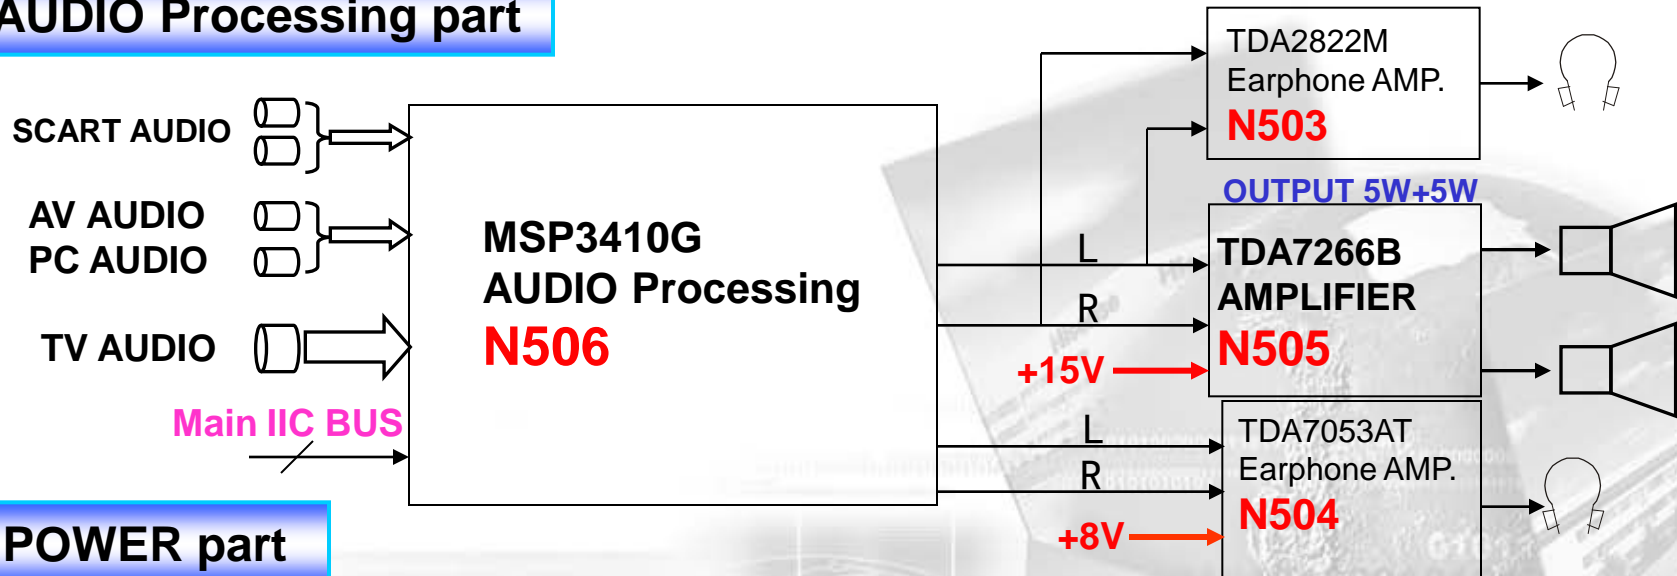 AUDIO Processing part
SCART AUDIO
AV AUDIO
PC AUDIO
TV AUDIO
Main IIC BUS
MSP3410G
AUDIO Processing
N506
L
R
+15V
L
R
+8V
TDA2822M
Earphone AMP.
N503
OUTPUT 5W+5W
TDA7266B
AMPLIFIER
N505
TDA7053AT
Earphone AMP.
N504
POWER part